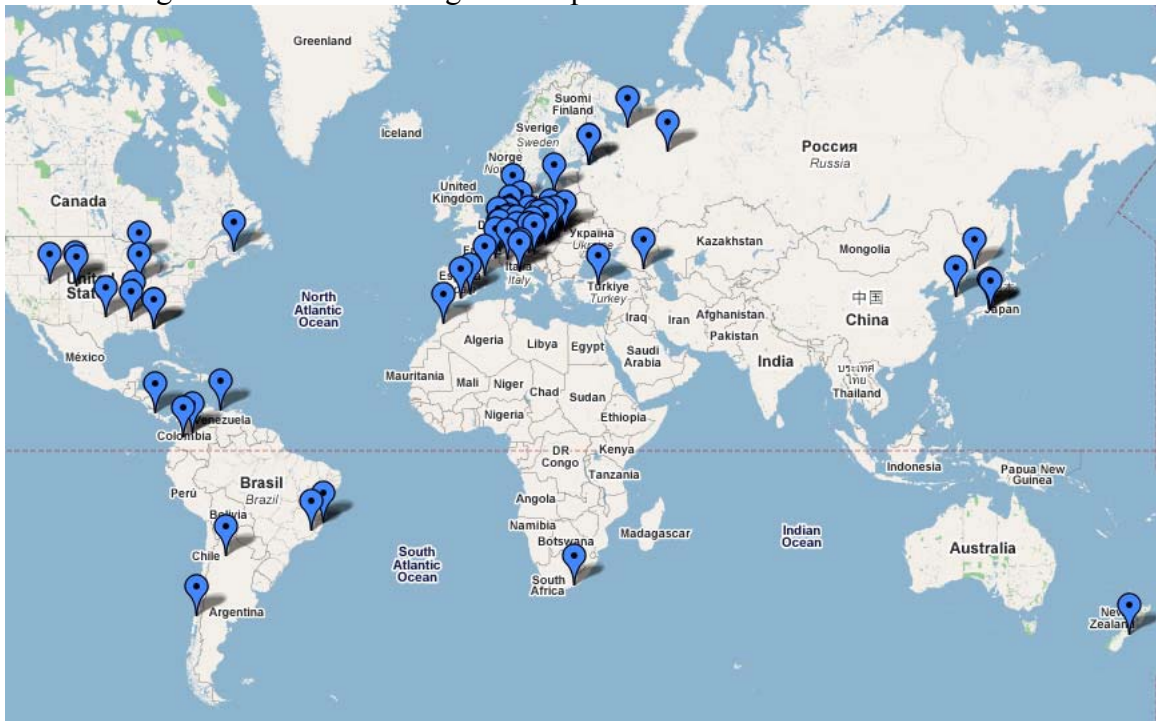 Greenland
Iceland
Suomi
Finland
Sverige
Sweden
Norge
United
Kingdom
Россия
Russia
Canada
Україна
Kazakhstan
Mongolia
Italia
Italy
Türkiye
Turkey
North
Atlantic
Ocean
中国
China
Japan
Iraq
Iran
Afghanistan
Pakistan
México
Algeria
Libya
Egypt
Saudi
Arabia
India
Mauritania
Mali
Niger
Chad
Sudan
ประเทศ
ไทย
Thailand
Nigeria
Ethiopia
Venezuela
Colombia
DR
Congo
Kenya
Tanzania
Indonesia
Papua New
Guinea
Perú
Brasil
Brazil
Angola
Bolivia
Namibia
Botswana
Madagascar
Indian
Ocean
Australia
Chile
South
Atlantic
Ocean
South
Africa
Argentina
New
Zealand